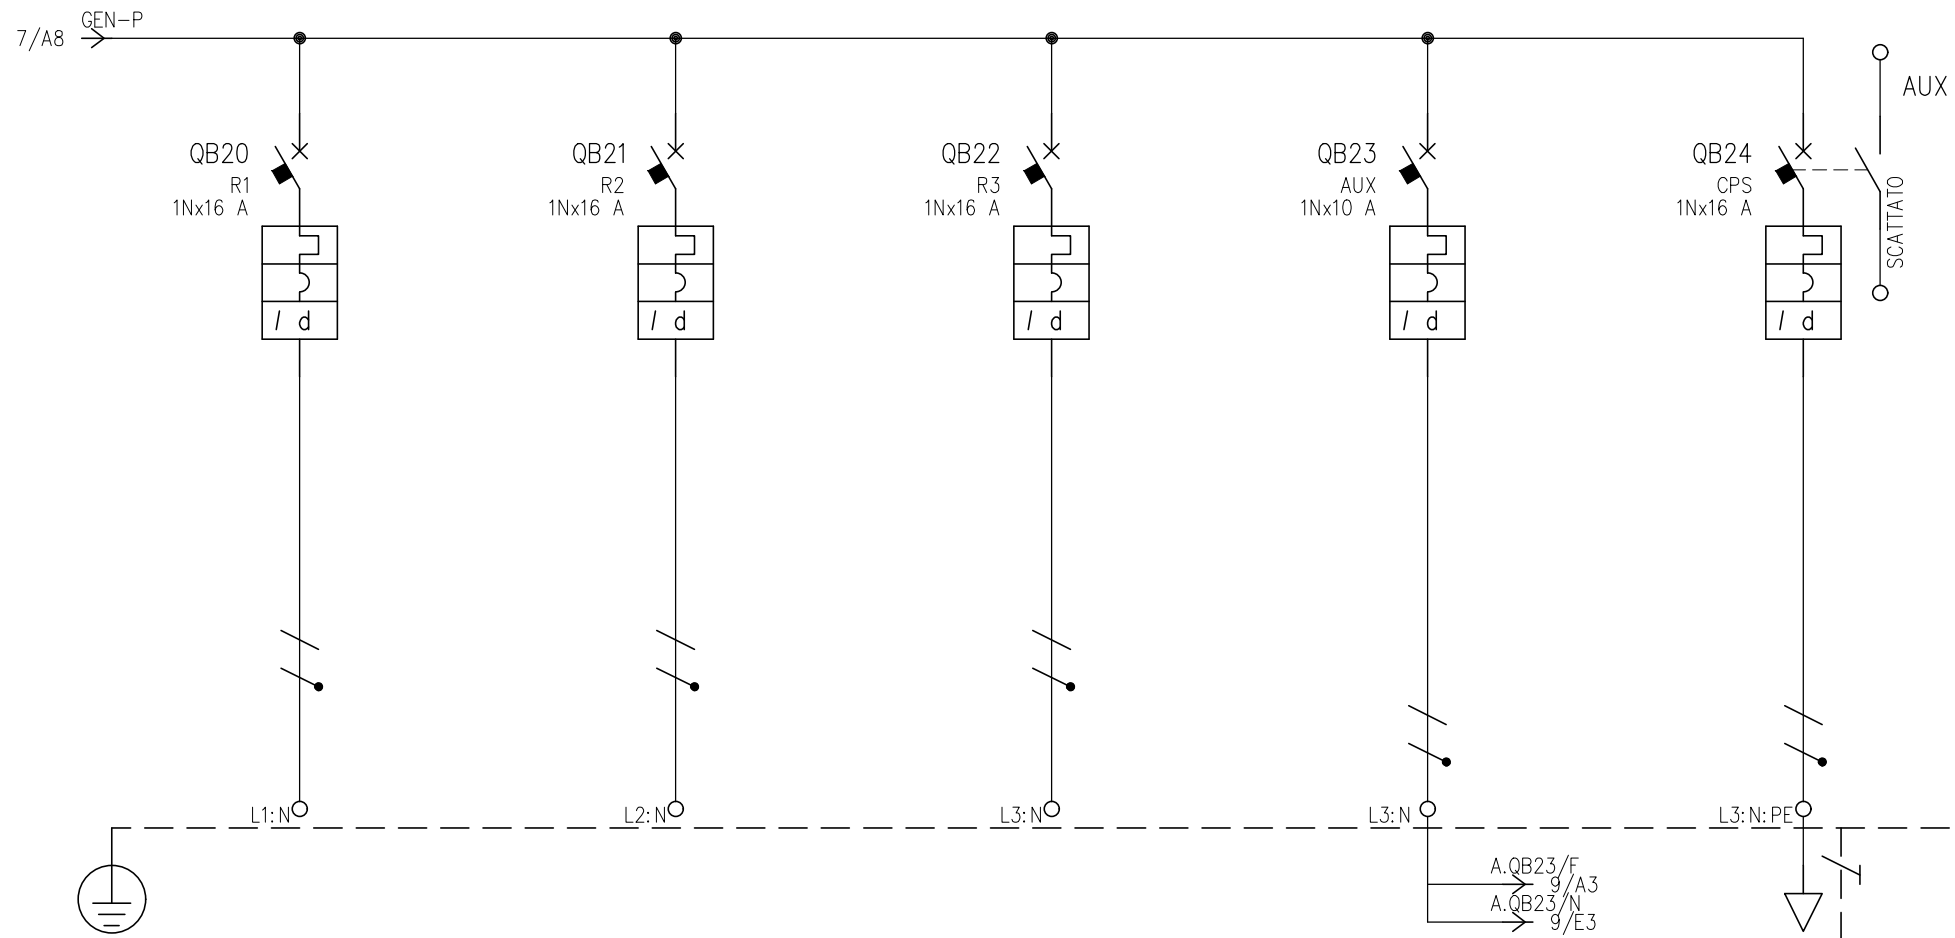 GEN-P
7/A8
AUX
QB20
R1
1Nx16 A
I d
QB21
R2
1Nx16 A
I d
QB22
R3
1Nx16 A
I d
QB23
AUX
1Nx10 A
I d
QB24
CPS
1Nx16 A
I d
SCATTATO
L1:N
L2:N
L3:N
L3:N
L3:N:PE
A.QB23/F
9/A3
A.QB23/N
9/E3